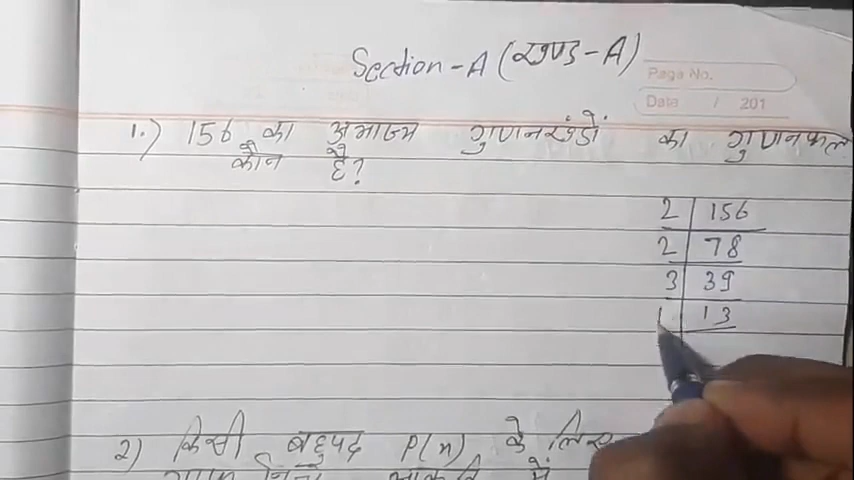 Section-A (खण्ड-A)
Page No.
Date / 201
1.) 156 का अभाज्य गुणनखंडों का गुणनफल
कौन है?
2 156
2 78
3 39
1 13
2) किसी बहुपद P(n) के लिए
में